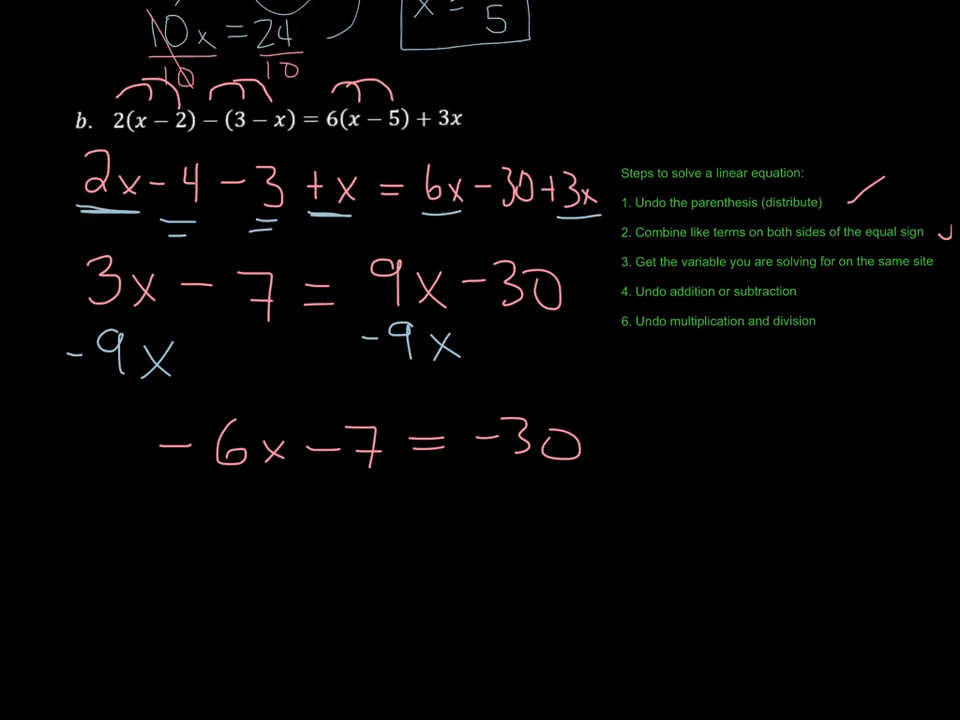 10x = 24
10 10
x = 
5
b. 2(x − 2) − (3 − x) = 6(x − 5) + 3x
2x - 4 - 3 + x = 6x - 30 + 3x
3x - 7 = 9x - 30
-9x -9x
-6x - 7 = -30
Steps to solve a linear equation:
1. Undo the parenthesis (distribute)
2. Combine like terms on both sides of the equal sign
3. Get the variable you are solving for on the same site
4. Undo addition or subtraction
6. Undo multiplication and division